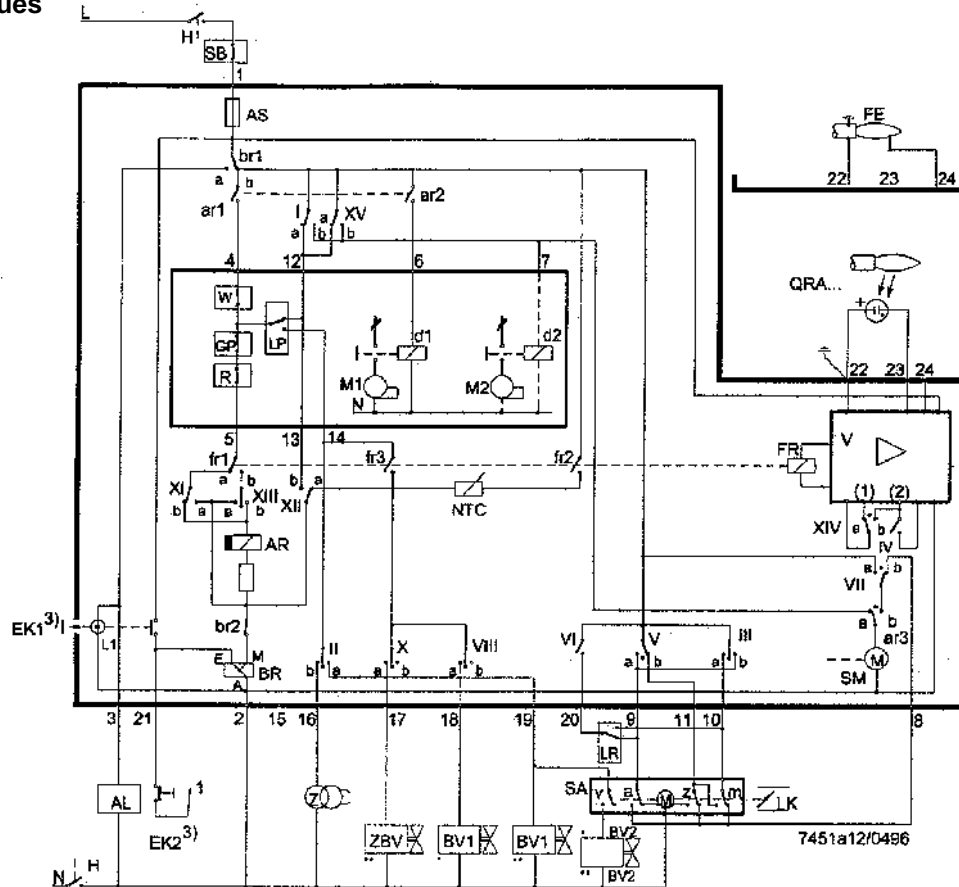 ues
L
H'
SB
1
AS
FE
22 23 24
br1
a b
ar1
ar2
I
a
a XV
b b
QRA...
+
4 12 6 7
W
GP
LP
R
d1
M1
N
d2
M2
22 23 24
V
FR
(1) (2)
5 13 14
fr1
fr3
fr2
a b
b a
XI
b a a b
XIII
XII
NTC
XIV a b
IV
a b
VII
AR
EK1 3)
L1
br2
E M
BR
A
II
b a
X
a b
VIII
a b
VI
V
a b
III
a b
a b
ar3
M
SM
3 21 2 15 16 17 18 19 20 9 11 10 8
LR
SA
v a M z m
LK
AL
1
EK2 3)
Z
ZBV
BV1
BV1
BV2
BV2
7451a12/0496
N H